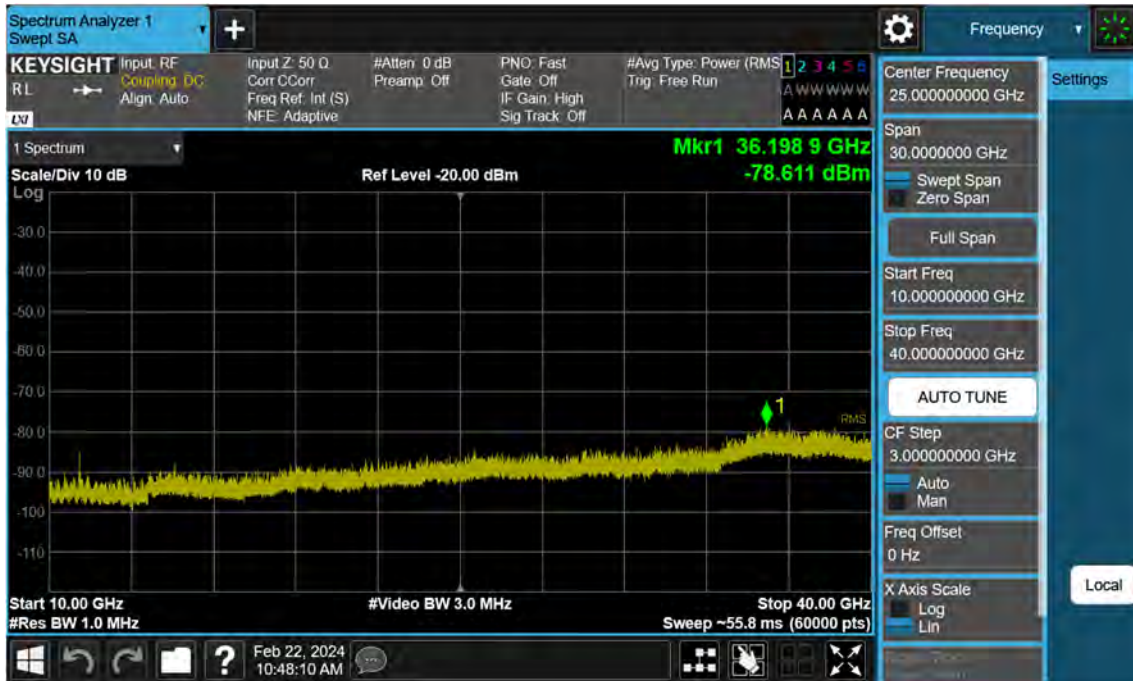 Spectrum Analyzer 1
Swept SA
Frequency
KEYSIGHT
RL
LXI
Input: RF
Coupling: DC
Align: Auto
Input Z: 50 Ω
Corr CCorr
Freq Ref: Int (S)
NFE: Adaptive
#Atten: 0 dB
Preamp: Off
PNO: Fast
Gate: Off
IF Gain: High
Sig Track: Off
#Avg Type: Power (RMS
Trig: Free Run
1 2 3 4 5 6
A W W W W W
A A A A A A
1 Spectrum
Scale/Div 10 dB
Ref Level -20.00 dBm
Mkr1 36.198 9 GHz
-78.611 dBm
Log
-30.0
-40.0
-50.0
-60.0
-70.0
-80.0
-90.0
-100
-110
1
RMS
Start 10.00 GHz
#Res BW 1.0 MHz
#Video BW 3.0 MHz
Stop 40.00 GHz
Sweep ~55.8 ms (60000 pts)
Center Frequency
25.000000000 GHz
Span
30.0000000 GHz
Swept Span
Zero Span
Full Span
Start Freq
10.000000000 GHz
Stop Freq
40.000000000 GHz
AUTO TUNE
CF Step
3.000000000 GHz
Auto
Man
Freq Offset
0 Hz
X Axis Scale
Log
Lin
Settings
Local
?
Feb 22, 2024
10:48:10 AM